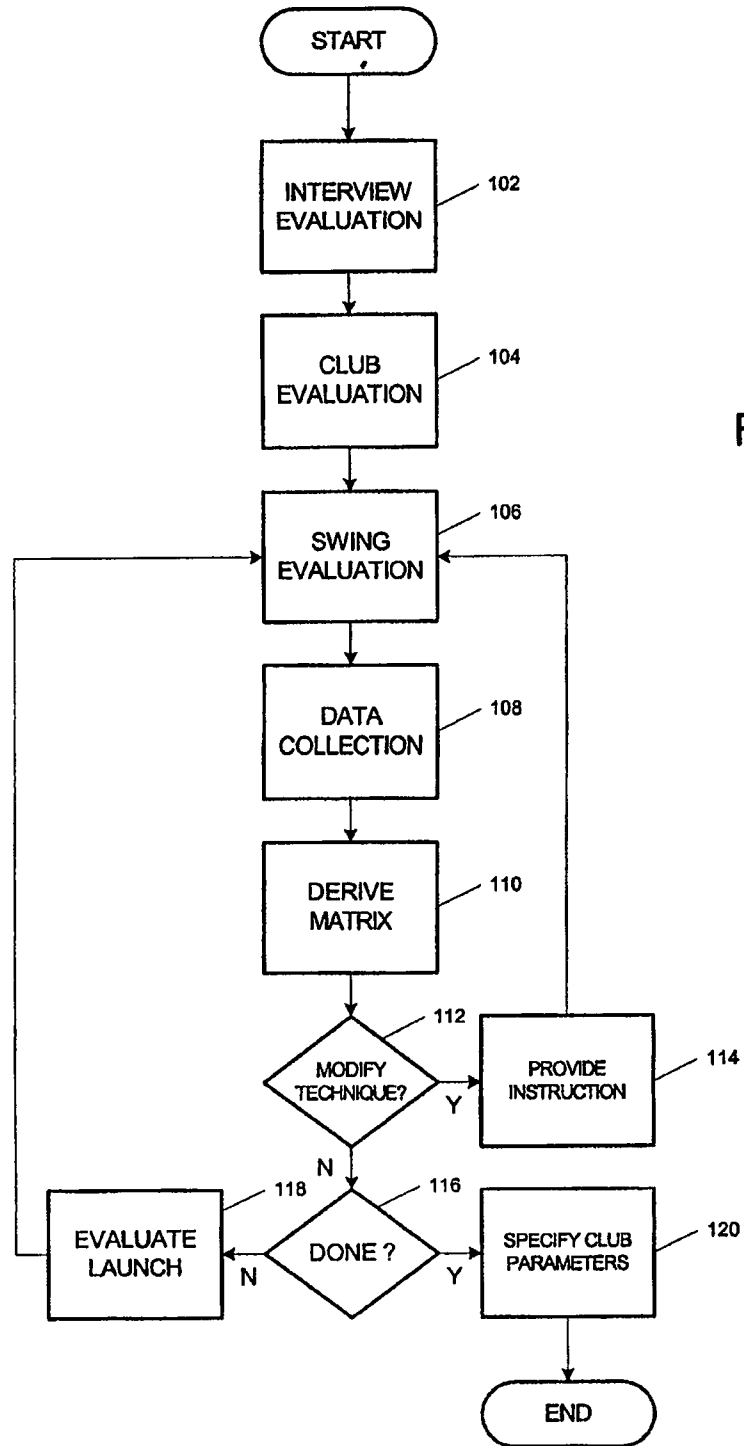 START
INTERVIEW
EVALUATION
102
CLUB
EVALUATION
104
F
106
SWING
EVALUATION
DATA
COLLECTION
108
DERIVE
MATRIX
110
112
MODIFY
TECHNIQUE?
Y
PROVIDE
INSTRUCTION
114
N
118
116
EVALUATE
LAUNCH
N
DONE ?
Y
SPECIFY CLUB
PARAMETERS
120
END